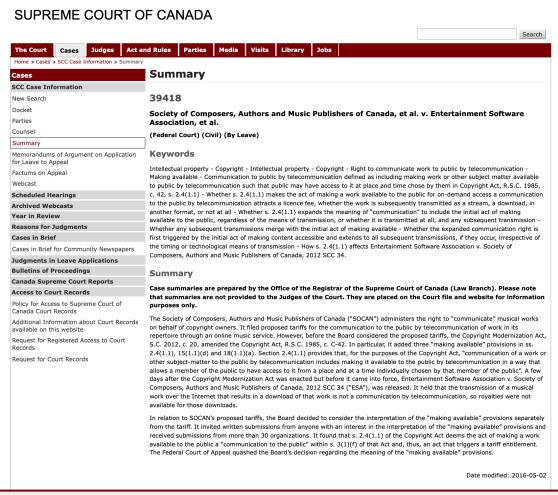 SUPREME COURT OF CANADA
Search
The Court Cases Judges Act and Rules Parties Media Visits Library Jobs
Home » Cases » SCC Case Information » Summary
Cases
SCC Case Information
New Search
Docket
Parties
Counsel
Summary
Memorandums of Argument on Application
for Leave to Appeal
Factums on Appeal
Webcast
Scheduled Hearings
Archived Webcasts
Year in Review
Reasons for Judgments
Cases in Brief
Cases in Brief for Community Newspapers
Judgments in Leave Applications
Bulletins of Proceedings
Canada Supreme Court Reports
Access to Court Records
Policy for Access to Supreme Court of
Canada Court Records
Additional Information about Court Records
available on this website
Request for Registered Access to Court
Records
Request for Court Records
Summary
39418
Society of Composers, Authors and Music Publishers of Canada, et al. v. Entertainment Software
Association, et al.
(Federal Court) (Civil) (By Leave)
Keywords
Intellectual property - Copyright - Intellectual property - Copyright - Right to communicate work to public by telecommunication -
Making available - Communication to public by telecommunication defined as including making work or other subject matter available
to public by telecommunication such that public may have access to it at place and time chose by them in Copyright Act, R.S.C. 1985,
c. 42, s. 2.4(1.1) - Whether s. 2.4(1.1) makes the act of making a work available to the public for on-demand access a communication
to the public by telecommunication attracts a licence fee, whether the work is subsequently transmitted as a stream, a download, in
another format, or not at all - Whether s. 2.4(1.1) expands the meaning of "communication" to include the initial act of making
available to the public, regardless of the means of transmission, or whether it is transmitted at all, and any subsequent transmission -
Whether any subsequent transmissions merge with the initial act of making available - Whether the expanded communication right is
first triggered by the initial act of making content accessible and extends to all subsequent transmissions, if they occur, irrespective of
the timing or technological means of transmission - How s. 2.4(1.1) affects Entertainment Software Association v. Society of
Composers, Authors and Music Publishers of Canada, 2012 SCC 34.
Summary
Case summaries are prepared by the Office of the Registrar of the Supreme Court of Canada (Law Branch). Please note
that summaries are not provided to the Judges of the Court. They are placed on the Court file and website for information
purposes only.
The Society of Composers, Authors and Music Publishers of Canada ("SOCAN") administers the right to "communicate" musical works
on behalf of copyright owners. It filed proposed tariffs for the communication to the public by telecommunication of work in its
repertoire through an online music service. However, before the Board considered the proposed tariffs, the Copyright Modernization Act,
S.C. 2012, c. 20, amended the Copyright Act, R.S.C. 1985, c. C-42. In particular, it added three "making available" provisions in ss.
2.4(1.1), 15(1.1)(d) and 18(1.1)(a). Section 2.4(1.1) provides that, for the purposes of the Copyright Act, "communication of a work or
other subject-matter to the public by telecommunication includes making it available to the public by telecommunication in a way that
allows a member of the public to have access to it from a place and at a time individually chosen by that member of the public". A few
days after the Copyright Modernization Act was enacted but before it came into force, Entertainment Software Association v. Society of
Composers, Authors and Music Publishers of Canada, 2012 SCC 34 ("ESA"), was released. It held that the transmission of a musical
work over the Internet that results in a download of that work is not a communication by telecommunication, so royalties were not
available for those downloads.
In relation to SOCAN's proposed tariffs, the Board decided to consider the interpretation of the "making available" provisions separately
from the tariff. It invited written submissions from anyone with an interest in the interpretation of the "making available" provisions and
received submissions from more than 30 organizations. It found that s. 2.4(1.1) of the Copyright Act deems the act of making a work
available to the public a "communication to the public" within s. 3(1)(f) of that Act and, thus, an act that triggers a tariff entitlement.
The Federal Court of Appeal quashed the Board's decision regarding the meaning of the "making available" provisions.
Date modified: 2016-05-02